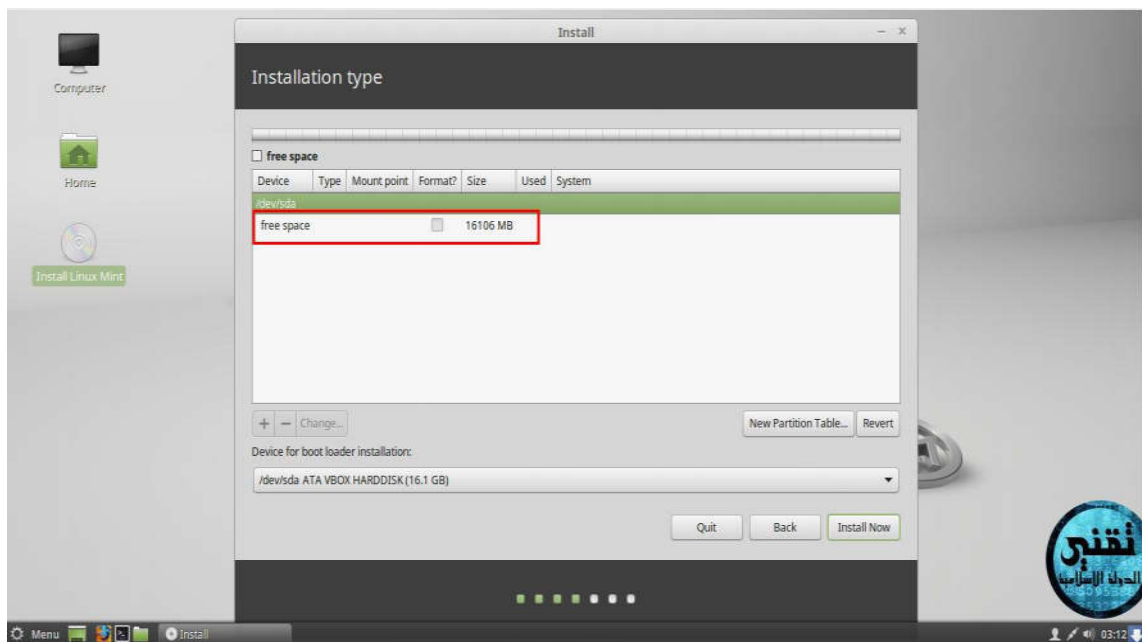 Install
Installation type
Computer
Home
Install Linux Mint
free space
Device Type Mount point Format? Size Used System
/dev/sda
free space 16106 MB
+ − Change...
New Partition Table... Revert
Device for boot loader installation:
/dev/sda ATA VBOX HARDDISK (16.1 GB)
Quit Back Install Now
تقني
الدولة الإسلامية
Menu Install 03:12